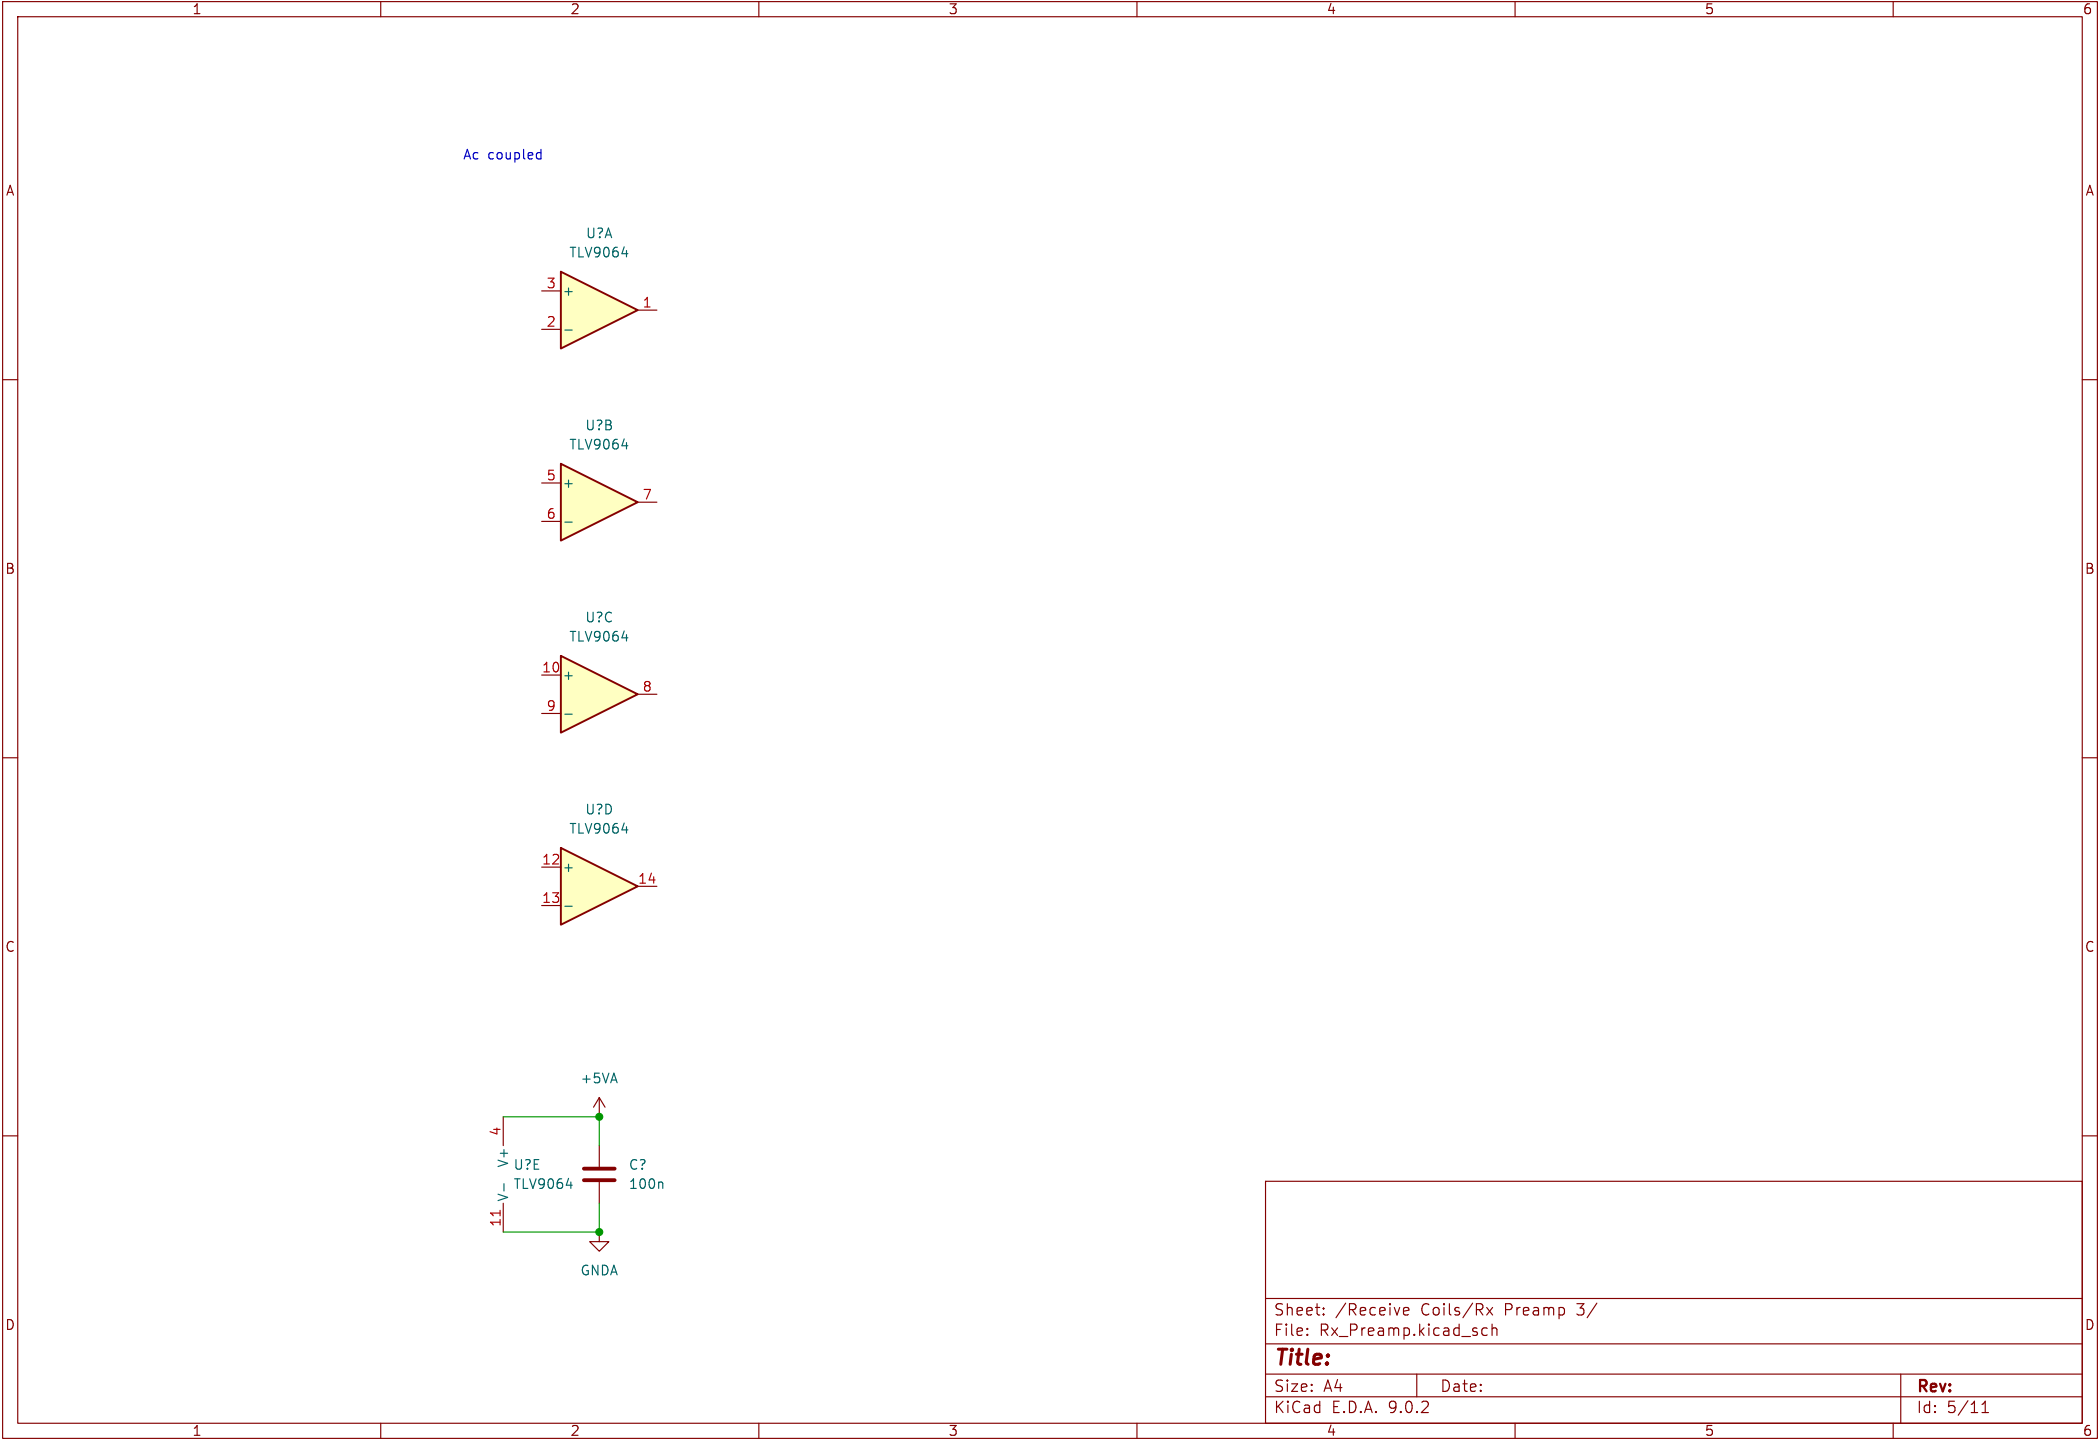 1 2 3 4 5 6
A A
Ac coupled
U?A
TLV9064
3 + 1
2 −
U?B
TLV9064
5 + 7
6 −
B B
U?C
TLV9064
10 + 8
9 −
U?D
TLV9064
12 + 14
13 −
C C
+5VA
4
V+
U?E C?
TLV9064 100n
V-
11
GNDA
Sheet: /Receive Coils/Rx Preamp 3/
File: Rx_Preamp.kicad_sch
D D
Title:
Size: A4 Date: Rev:
KiCad E.D.A. 9.0.2 Id: 5/11
1 2 3 4 5 6